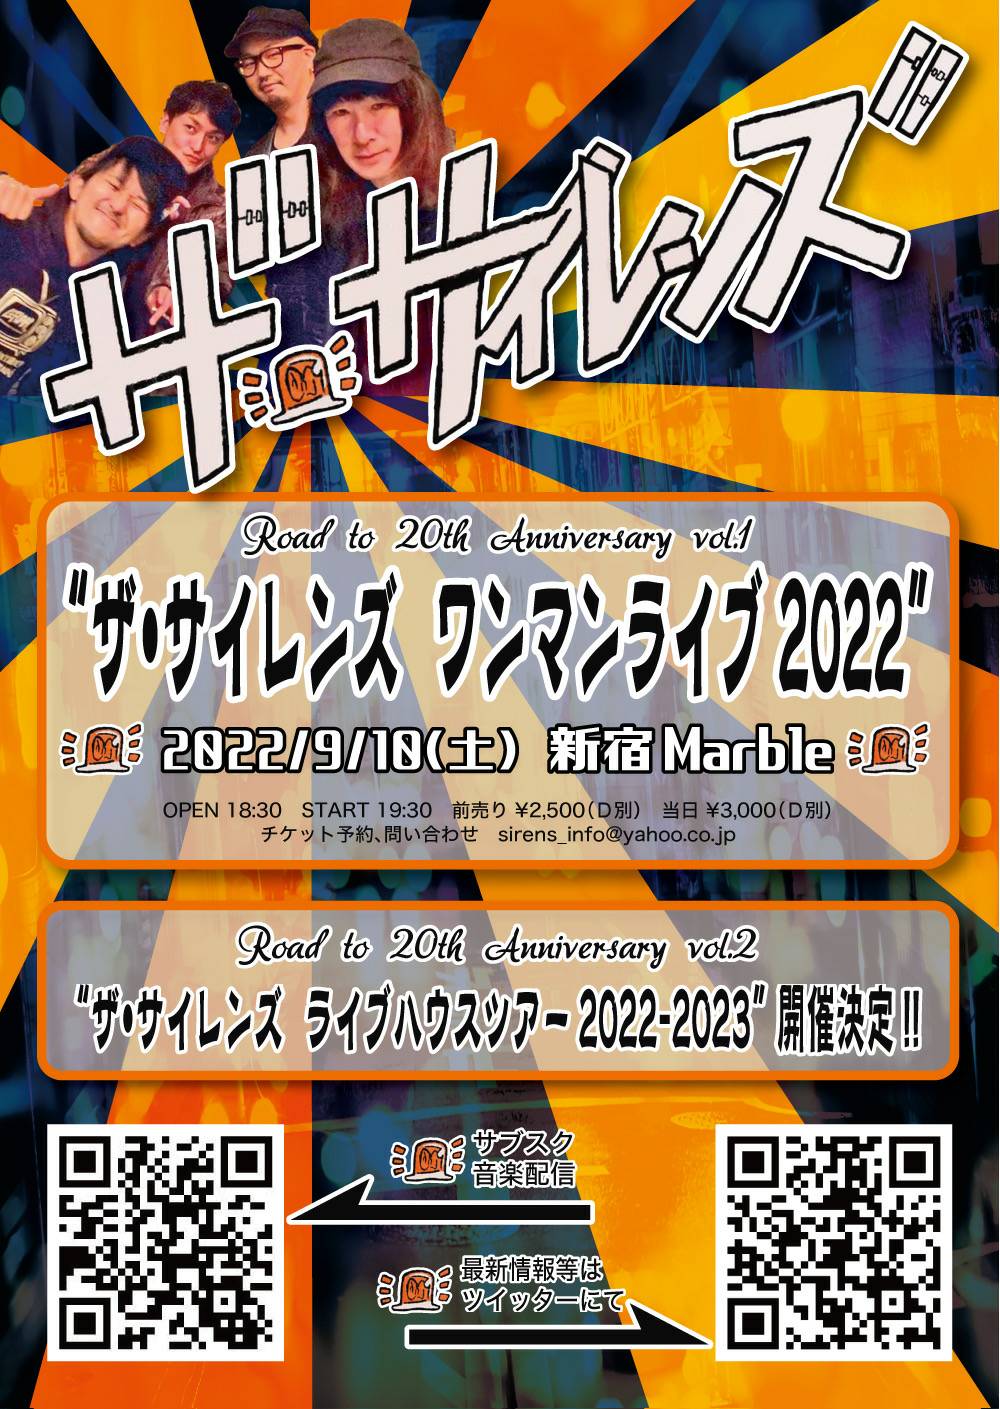 ザ・サイレンズ
Road to 20th Anniversary vol.1
"ザ・サイレンズ ワンマンライブ 2022"
2022/9/10(土) 新宿 Marble
OPEN 18:30 START 19:30 前売り ¥2,500(D別) 当日 ¥3,000(D別)
チケット予約、問い合わせ sirens_info@yahoo.co.jp
Road to 20th Anniversary vol.2
"ザ・サイレンズ ライブハウスツアー 2022-2023" 開催決定!!
サブスク
音楽配信
最新情報等は
ツイッターにて